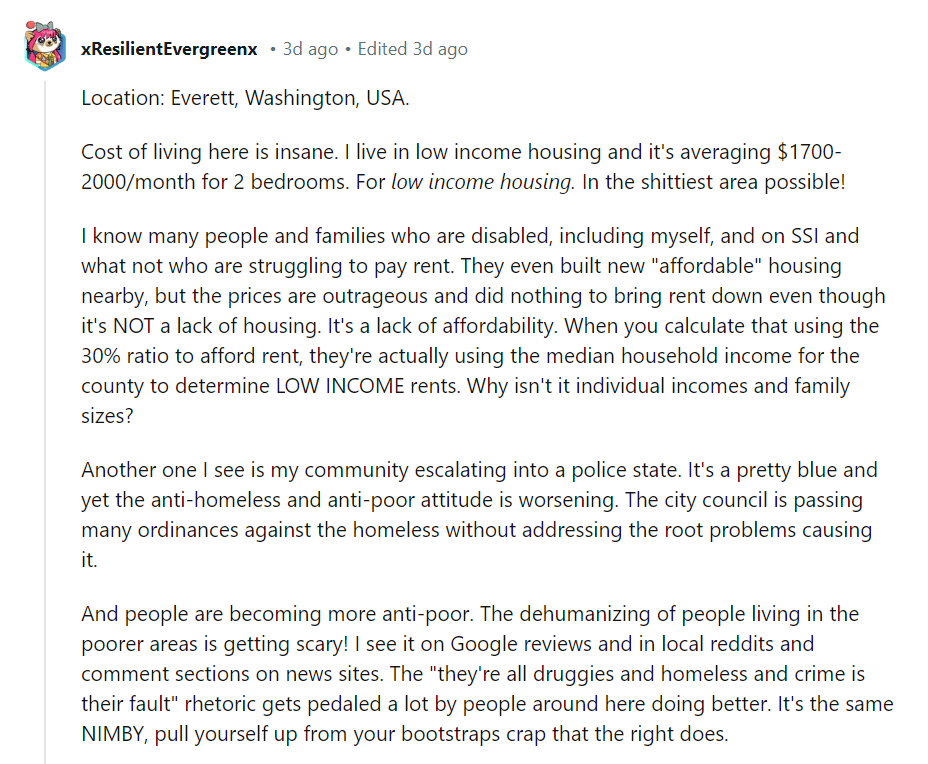 xResilientEvergreenx • 3d ago • Edited 3d ago
Location: Everett, Washington, USA.
Cost of living here is insane. I live in low income housing and it's averaging $1700-
2000/month for 2 bedrooms. For low income housing. In the shittiest area possible!
I know many people and families who are disabled, including myself, and on SSI and
what not who are struggling to pay rent. They even built new "affordable" housing
nearby, but the prices are outrageous and did nothing to bring rent down even though
it's NOT a lack of housing. It's a lack of affordability. When you calculate that using the
30% ratio to afford rent, they're actually using the median household income for the
county to determine LOW INCOME rents. Why isn't it individual incomes and family
sizes?
Another one I see is my community escalating into a police state. It's a pretty blue and
yet the anti-homeless and anti-poor attitude is worsening. The city council is passing
many ordinances against the homeless without addressing the root problems causing
it.
And people are becoming more anti-poor. The dehumanizing of people living in the
poorer areas is getting scary! I see it on Google reviews and in local reddits and
comment sections on news sites. The "they're all druggies and homeless and crime is
their fault" rhetoric gets pedaled a lot by people around here doing better. It's the same
NIMBY, pull yourself up from your bootstraps crap that the right does.